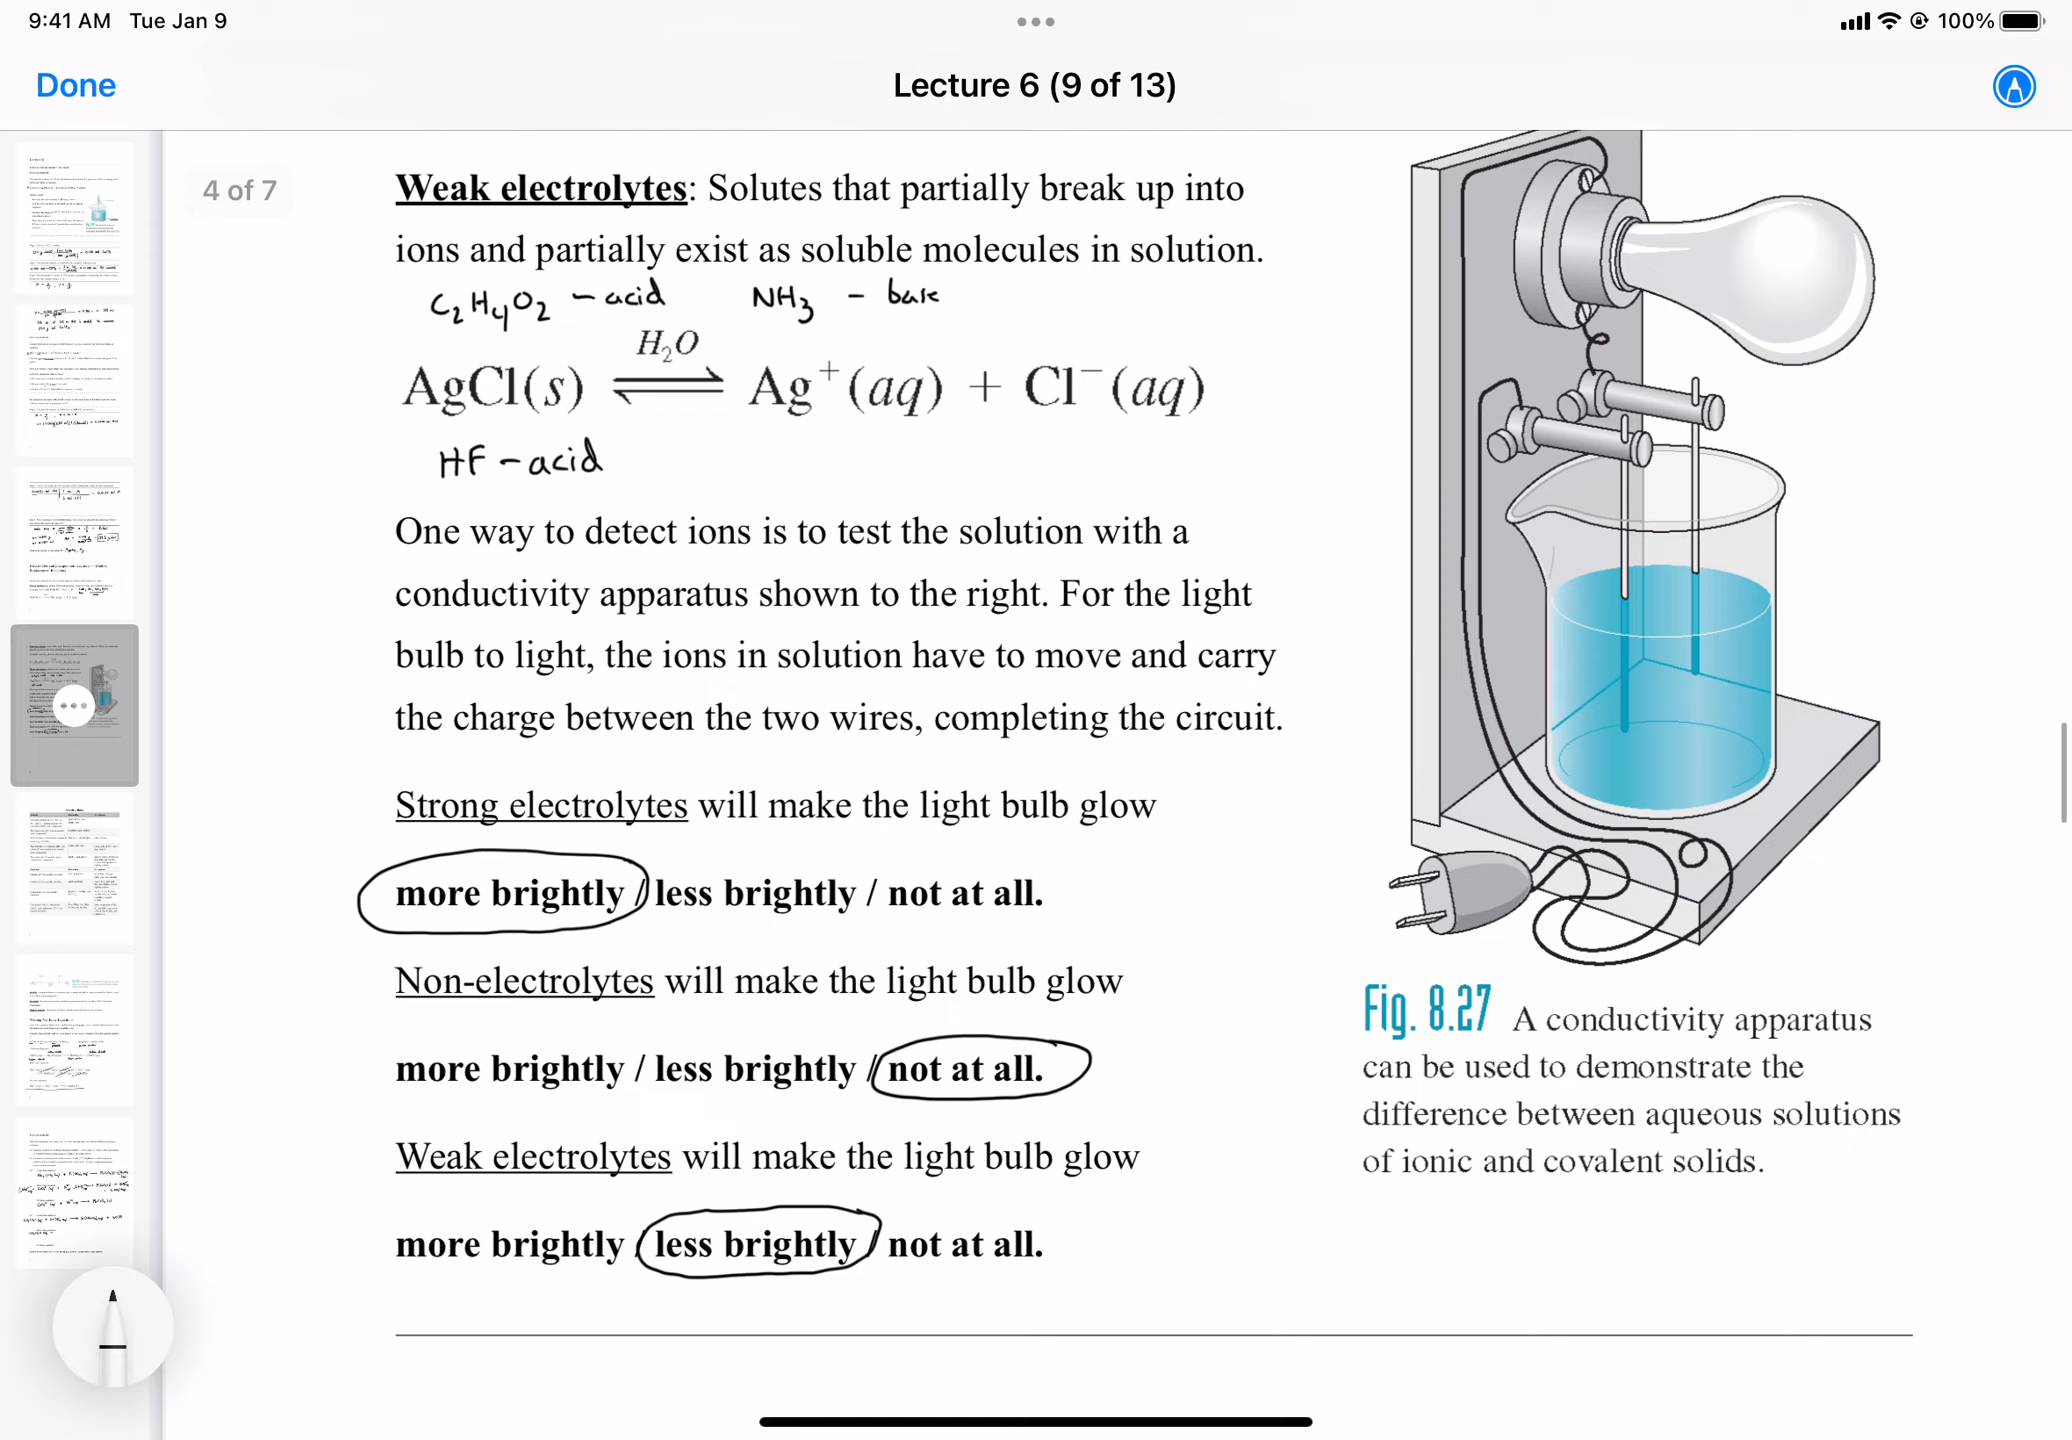 9:41 AM Tue Jan 9
100%
Done
Lecture 6 (9 of 13)
4 of 7
Weak electrolytes: Solutes that partially break up into
ions and partially exist as soluble molecules in solution.
C₂H₄O₂ – acid NH₃ – base
H₂O
AgCl(s) ⇌ Ag⁺(aq) + Cl⁻(aq)
HF – acid
One way to detect ions is to test the solution with a
conductivity apparatus shown to the right. For the light
bulb to light, the ions in solution have to move and carry
the charge between the two wires, completing the circuit.
Strong electrolytes will make the light bulb glow
more brightly / less brightly / not at all.
Non-electrolytes will make the light bulb glow
more brightly / less brightly / not at all.
Weak electrolytes will make the light bulb glow
more brightly / less brightly / not at all.
Fig. 8.27 A conductivity apparatus
can be used to demonstrate the
difference between aqueous solutions
of ionic and covalent solids.